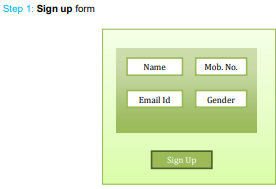 Step 1: Sign up form
Name Mob. No.
Email Id Gender
Sign Up